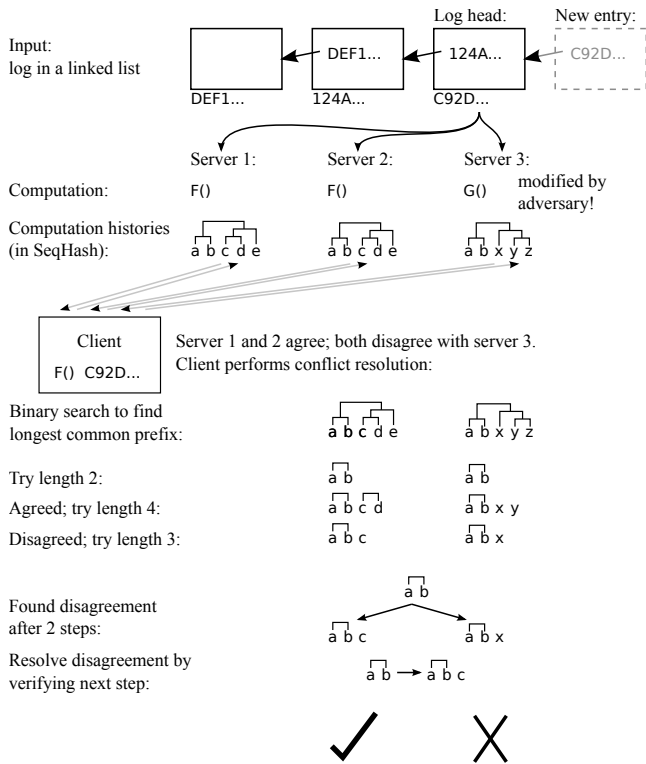 Log head: New entry:
Input:
log in a linked list
DEF1... 124A... C92D...
DEF1... 124A... C92D...
Server 1: Server 2: Server 3:
Computation: F() F() G() modified by
adversary!
Computation histories
(in SeqHash): a b c d e a b c d e a b x y z
Client
F() C92D...
Server 1 and 2 agree; both disagree with server 3.
Client performs conflict resolution:
Binary search to find
longest common prefix: a b c d e a b x y z
Try length 2: a b a b
Agreed; try length 4: a b c d a b x y
Disagreed; try length 3: a b c a b x
a b
Found disagreement
after 2 steps: a b c a b x
Resolve disagreement by
verifying next step: a b a b c